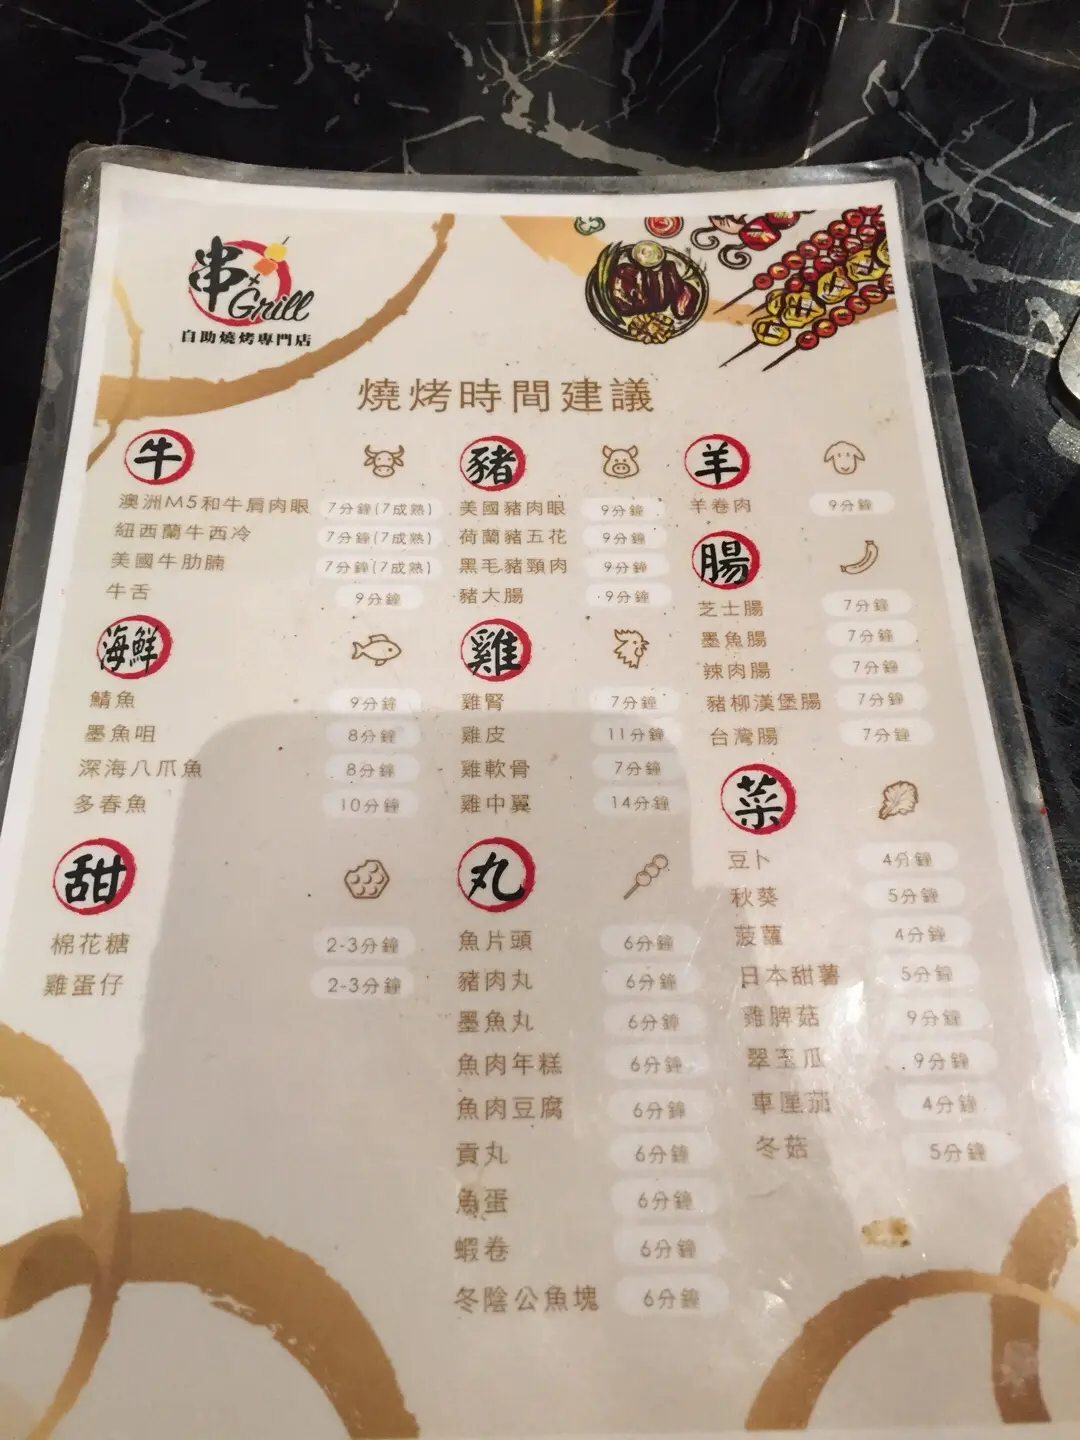 串
Grill
自助燒烤專門店
燒烤時間建議
牛
澳洲M5和牛肩肉眼 7分鐘(7成熟)
紐西蘭牛西冷 7分鐘(7成熟)
美國牛肋腩 7分鐘(7成熟)
牛舌 9分鐘
海鮮
鯖魚 9分鐘
墨魚咀 8分鐘
深海八爪魚 8分鐘
多春魚 10分鐘
甜
棉花糖 2-3分鐘
雞蛋仔 2-3分鐘
豬
美國豬肉眼 9分鐘
荷蘭豬五花 9分鐘
黑毛豬頸肉 9分鐘
豬大腸 9分鐘
雞
雞腎 7分鐘
雞皮 11分鐘
雞軟骨 7分鐘
雞中翼 14分鐘
丸
魚片頭 6分鐘
豬肉丸 6分鐘
墨魚丸 6分鐘
魚肉年糕 6分鐘
魚肉豆腐 6分鐘
貢丸 6分鐘
魚蛋 6分鐘
蝦卷 6分鐘
冬陰公魚塊 6分鐘
羊
羊卷肉 9分鐘
腸
芝士腸 7分鐘
墨魚腸 7分鐘
辣肉腸 7分鐘
豬柳漢堡腸 7分鐘
台灣腸 7分鐘
菜
豆卜 4分鐘
秋葵 5分鐘
菠蘿 4分鐘
日本甜薯 5分鐘
雞脾菇 9分鐘
翠玉瓜 9分鐘
車厘茄 4分鐘
冬菇 5分鐘